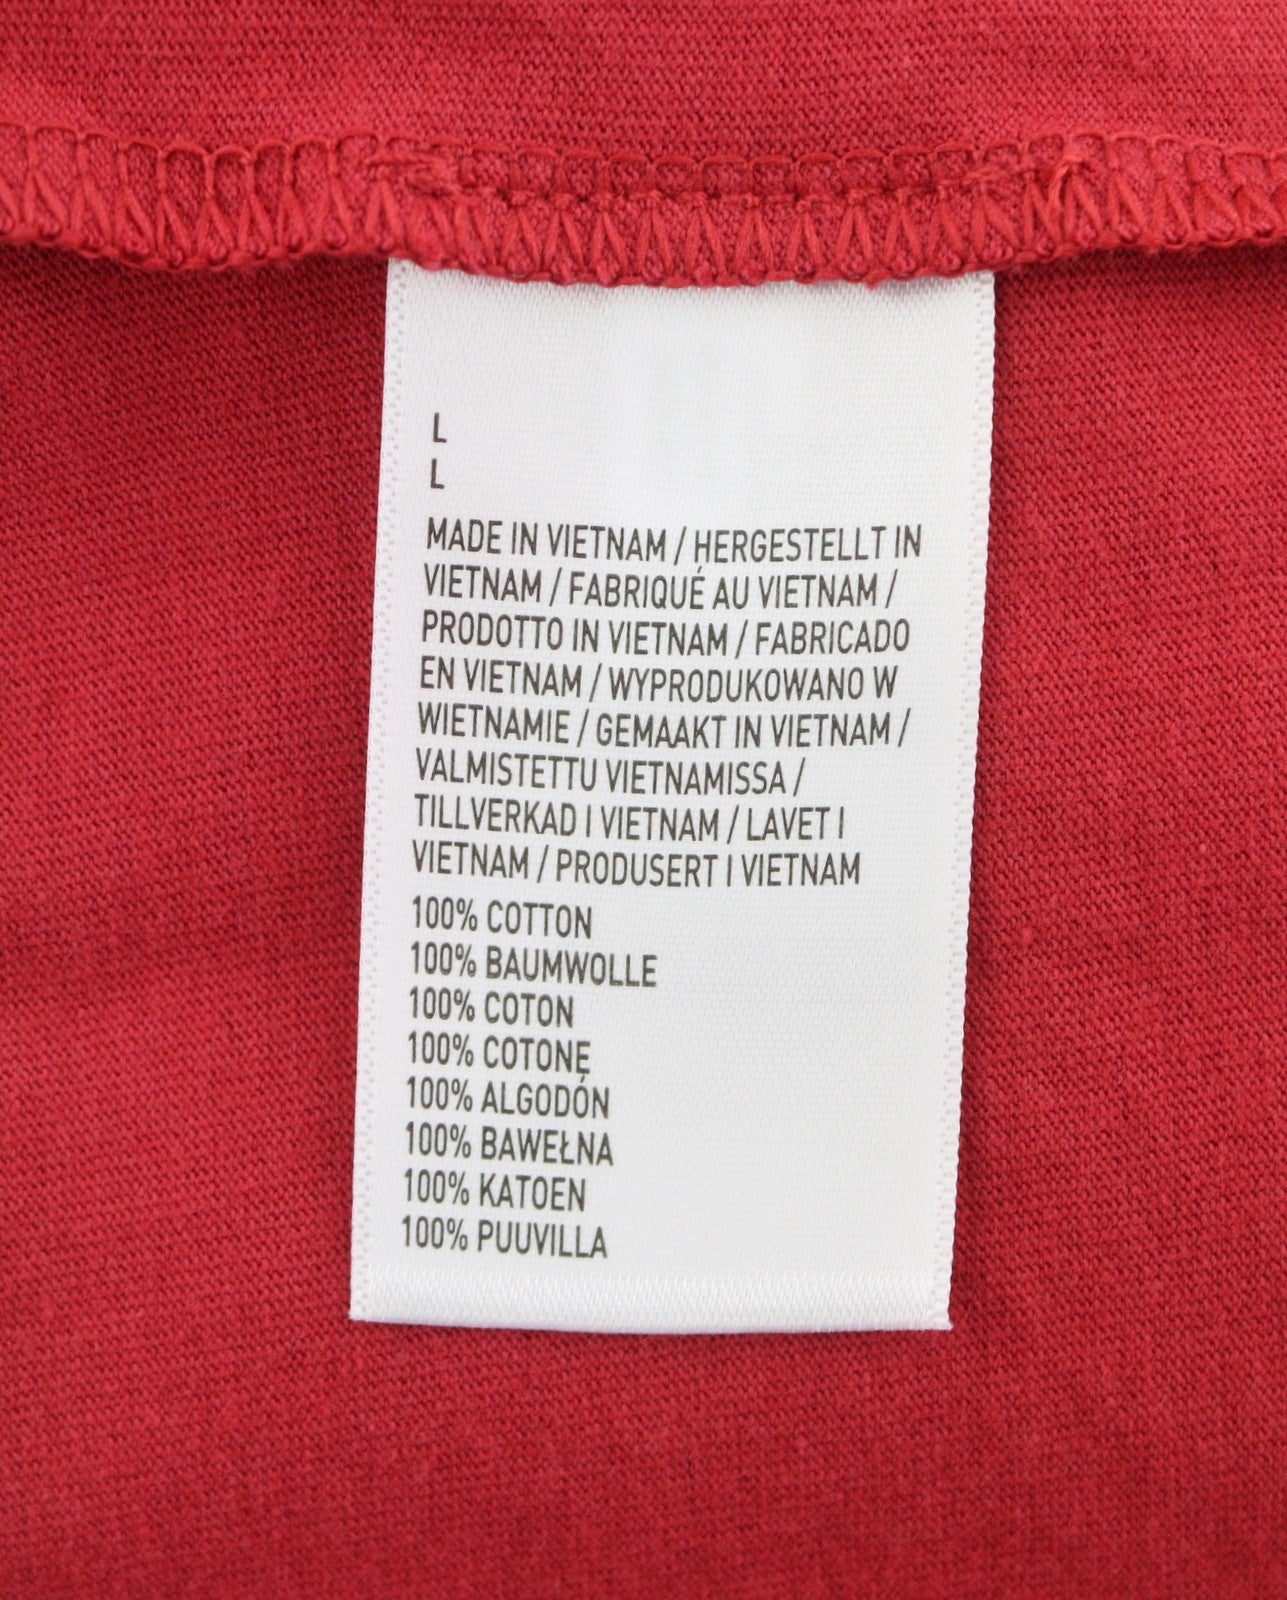 L
L
MADE IN VIETNAM / HERGESTELLT IN
VIETNAM / FABRIQUÉ AU VIETNAM /
PRODOTTO IN VIETNAM / FABRICADO
EN VIETNAM / WYPRODUKOWANO W
WIETNAMIE / GEMAAKT IN VIETNAM /
VALMISTETTU VIETNAMISSA /
TILLVERKAD I VIETNAM / LAVET I
VIETNAM / PRODUSERT I VIETNAM
100% COTTON
100% BAUMWOLLE
100% COTON
100% COTONE
100% ALGODÓN
100% BAWEŁNA
100% KATOEN
100% PUUVILLA